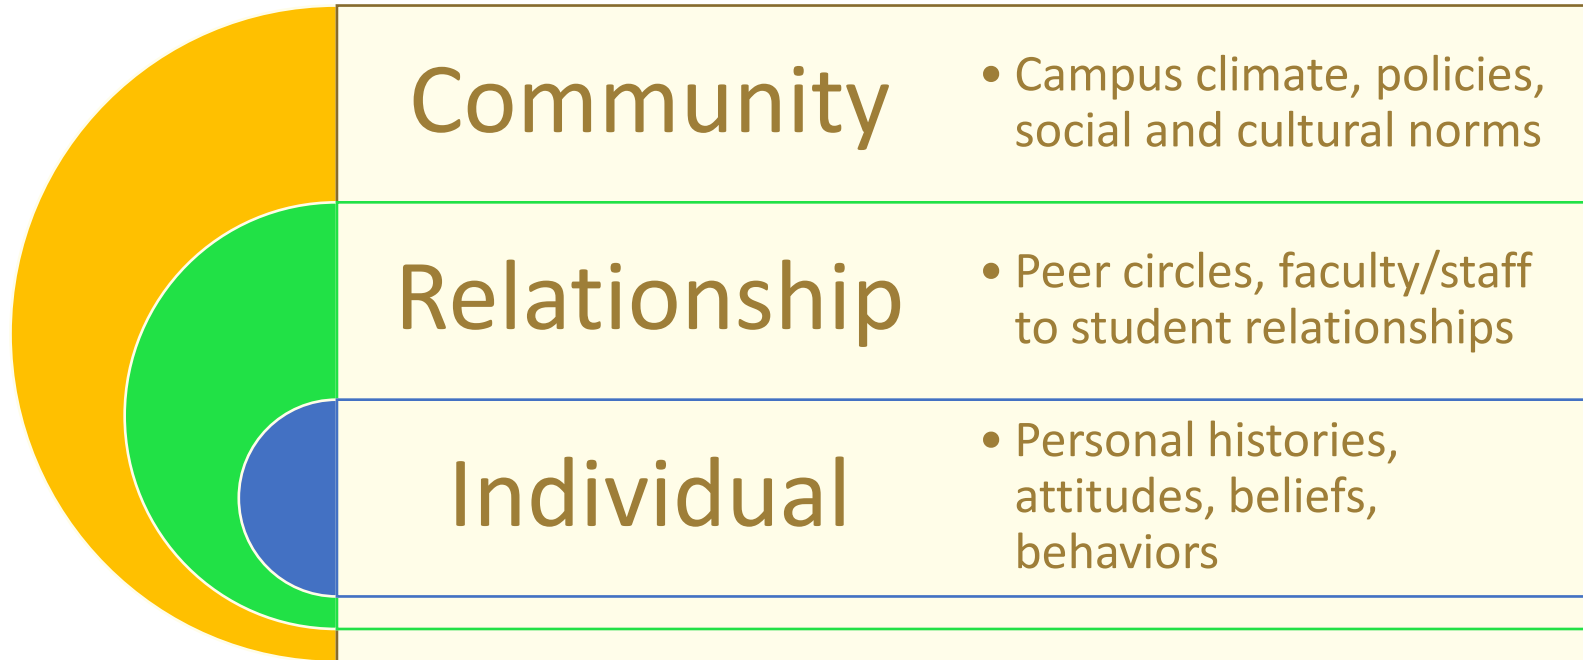 Community
• Campus climate, policies,
social and cultural norms
Relationship
• Peer circles, faculty/staff
to student relationships
Individual
• Personal histories,
attitudes, beliefs,
behaviors